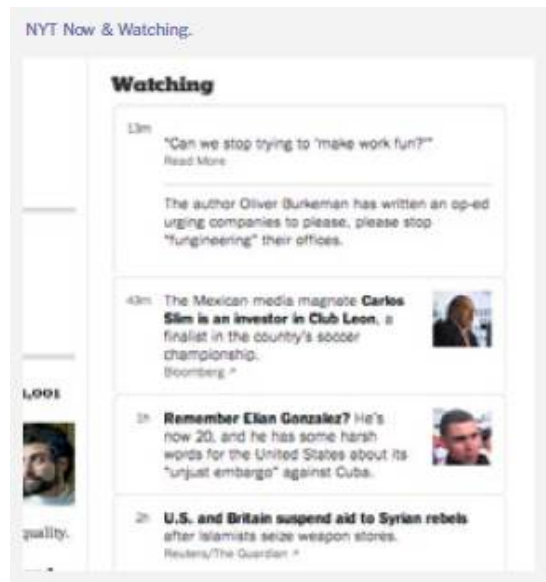 NYT Now & Watching.
Watching
13m
"Can we stop trying to 'make work fun?'"
Read More
The author Oliver Burkeman has written an op-ed
urging companies to please, please stop
"fungineering" their offices.
43m
The Mexican media magnate Carlos
Slim is an investor in Club Leon, a
finalist in the country's soccer
championship.
Bloomberg
1,001
1h
Remember Elian Gonzalez? He's
now 20, and he has some harsh
words for the United States about its
"unjust embargo" against Cuba.
quality.
2h
U.S. and Britain suspend aid to Syrian rebels
after Islamists seize weapon stores.
Reuters/The Guardian